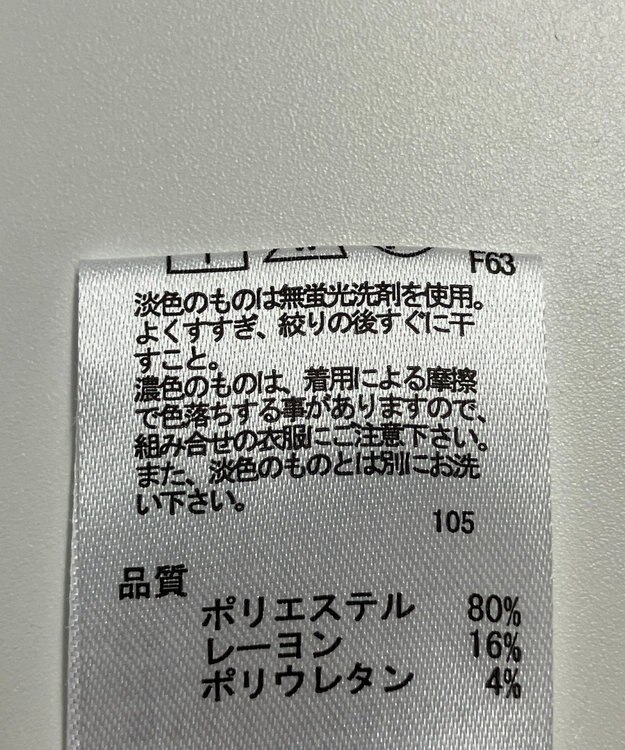 F63
淡色のものは無蛍光洗剤を使用。
よくすすぎ、絞りの後すぐに干
すこと。
濃色のものは、着用による摩擦
で色落ちする事がありますので、
組み合せの衣服にご注意下さい。
また、淡色のものとは別にお洗
い下さい。
105
品質
ポリエステル 80%
レーヨン 16%
ポリウレタン 4%